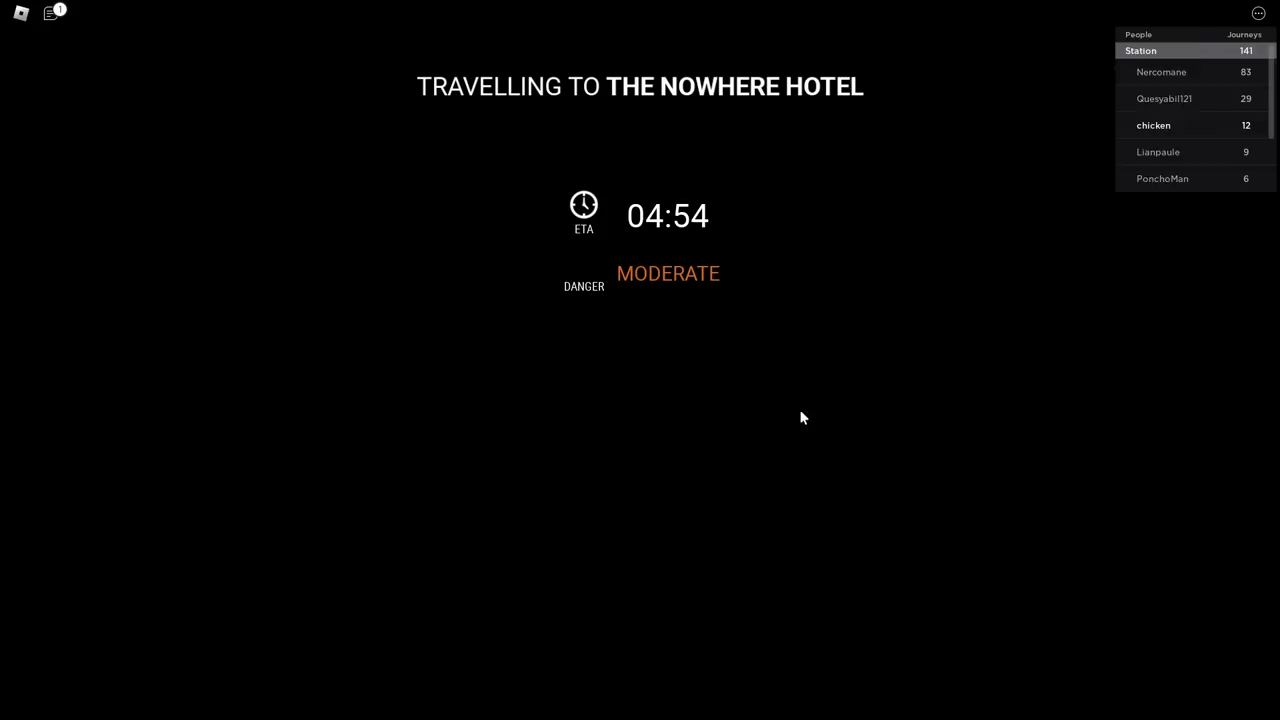 1
People Journeys
Station 141
Nercomane 83
Quesyabil121 29
chicken 12
Lianpaule 9
PonchoMan 6
TRAVELLING TO THE NOWHERE HOTEL
ETA 04:54
DANGER MODERATE